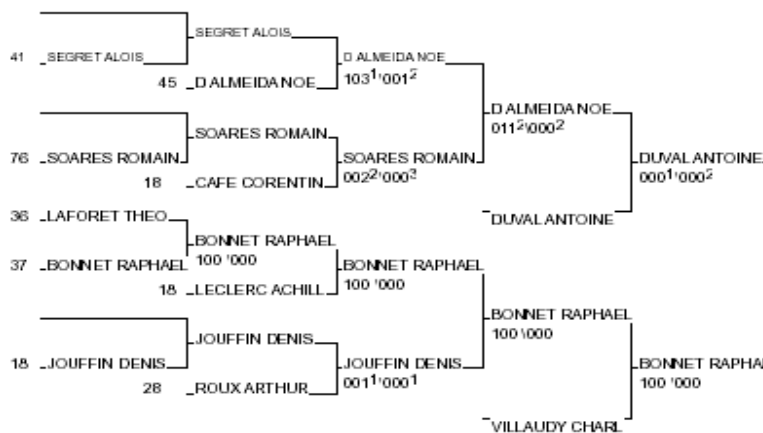 SEGRET ALOIS
41 SEGRET ALOIS D ALMEIDA NOE
45 D ALMEIDA NOE 103¹'001²
D ALMEIDA NOE
011²\000²
SOARES ROMAIN
76 SOARES ROMAIN SOARES ROMAIN DUVAL ANTOINE
18 CAFE CORENTIN 002²'000³ 000¹'000²
36 LAFORET THEO DUVAL ANTOINE
BONNET RAPHAEL
100 '000
37 BONNET RAPHAEL BONNET RAPHAEL
18 LECLERC ACHILL 100 '000
BONNET RAPHAEL
100 \000
JOUFFIN DENIS
18 JOUFFIN DENIS JOUFFIN DENIS BONNET RAPHA
28 ROUX ARTHUR 001¹'000¹ 100 '000
VILLAUDY CHARL